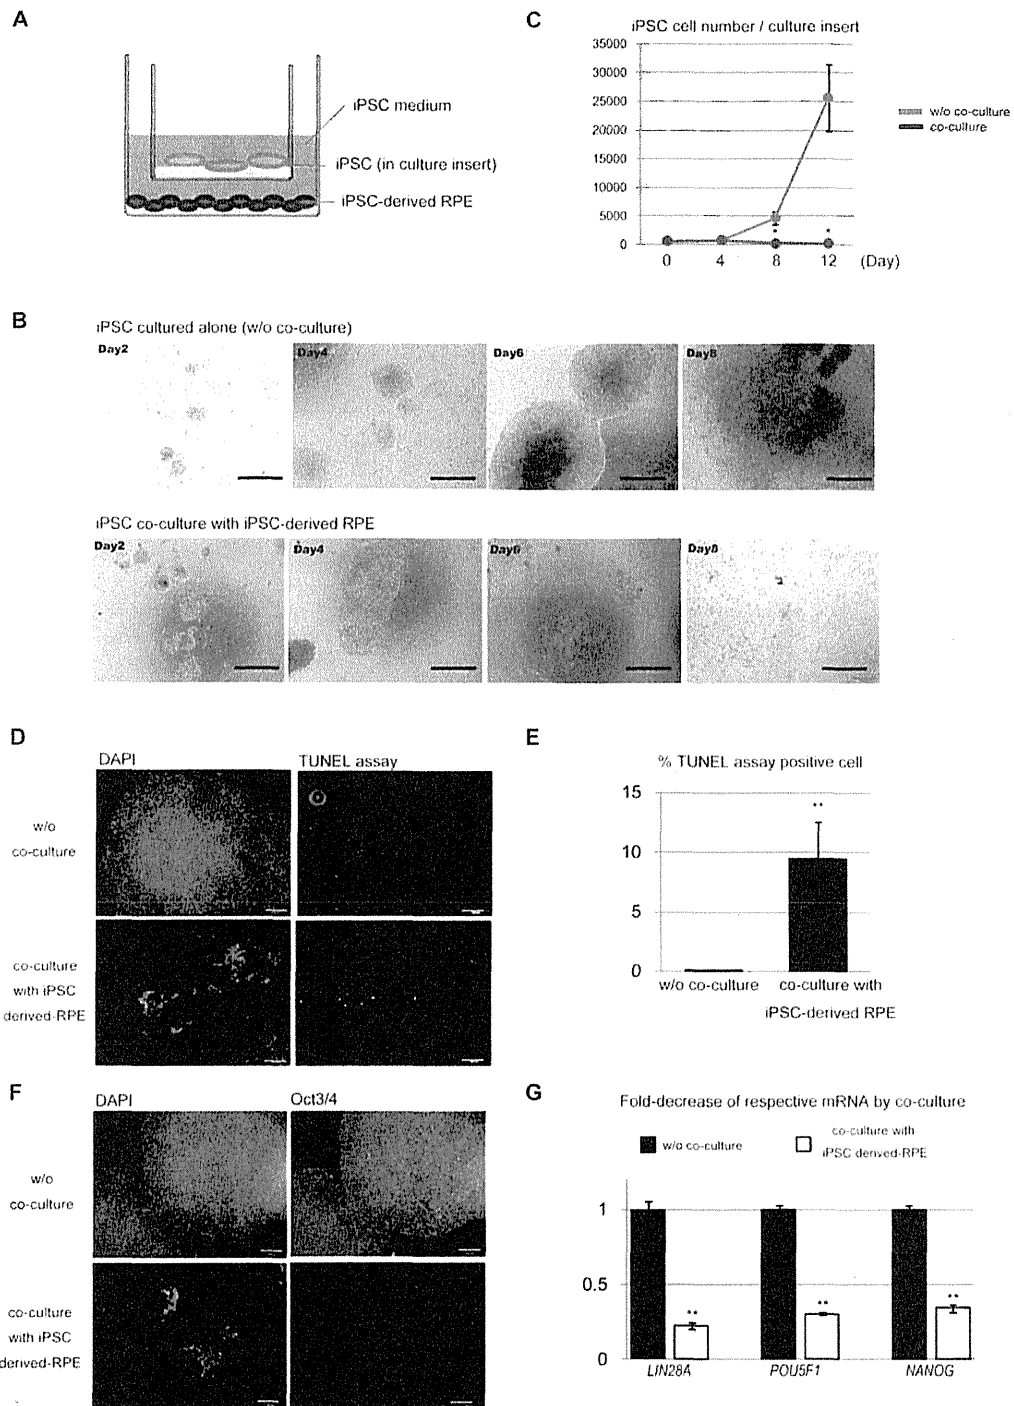 A
iPSC medium
iPSC (in culture insert)
iPSC-derived RPE
C
iPSC cell number / culture insert
35000
30000
25000
20000
15000
10000
5000
0
0 4 8 12 (Day)
w/o co-culture
co-culture
* *
B
iPSC cultured alone (w/o co-culture)
Day2 Day4 Day6 Day8
iPSC co-culture with iPSC-derived RPE
Day2 Day4 Day6 Day8
D
DAPI TUNEL assay
w/o
co-culture
co-culture
with iPSC
derived-RPE
E
% TUNEL assay positive cell
15
10
5
0
**
w/o co-culture co-culture with
iPSC-derived RPE
F
DAPI Oct3/4
w/o
co-culture
co-culture
with iPSC
derived-RPE
G
Fold-decrease of respective mRNA by co-culture
w/o co-culture
co-culture with
iPSC derived-RPE
1
0.5
0
** ** **
LIN28A POU5F1 NANOG